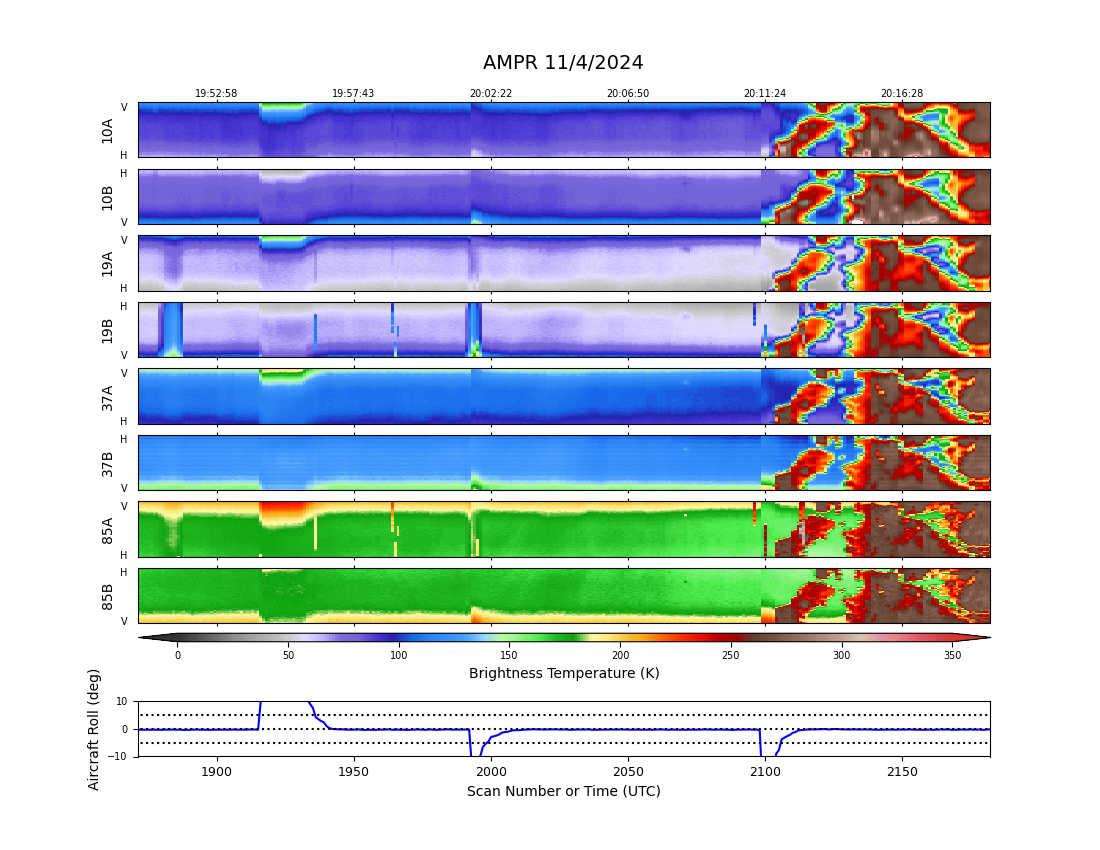 AMPR 11/4/2024
19:52:58 19:57:43 20:02:22 20:06:50 20:11:24 20:16:28
V
10A
H
H
10B
V
V
19A
H
H
19B
V
V
37A
H
H
37B
V
V
85A
H
H
85B
V
0 50 100 150 200 250 300 350
Brightness Temperature (K)
Aircraft Roll (deg)
10
0
−10
1900 1950 2000 2050 2100 2150
Scan Number or Time (UTC)